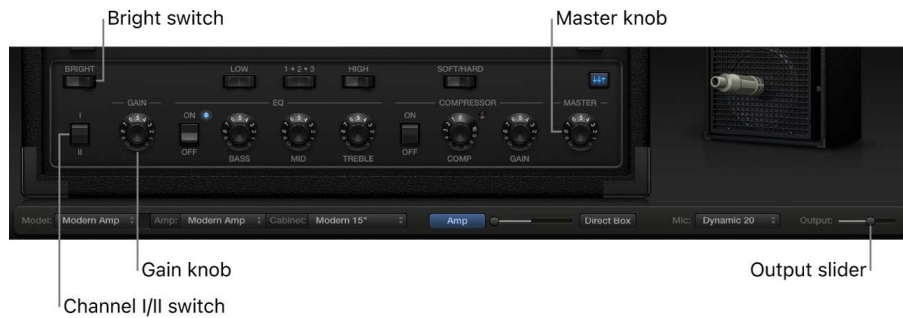 Bright switch
Master knob
BRIGHT
LOW
1 • 2 • 3
HIGH
SOFT/HARD
GAIN
EQ
COMPRESSOR
MASTER
I
II
ON
OFF
BASS
MID
TREBLE
ON
OFF
COMP
GAIN
Model: Modern Amp
Amp: Modern Amp
Cabinet: Modern 15"
Amp
Direct Box
Mic: Dynamic 20
Output:
Gain knob
Output slider
Channel I/II switch